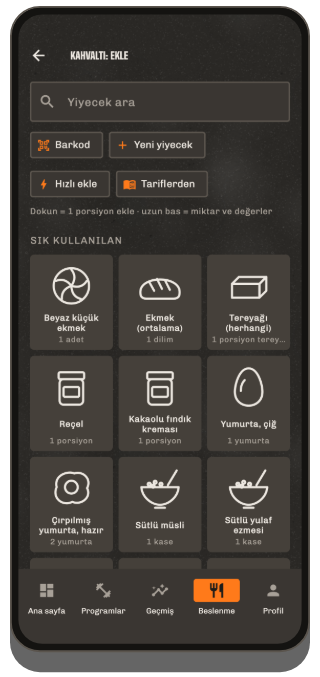 KAHVALTI: EKLE
Yiyecek ara
Barkod
Yeni yiyecek
Hızlı ekle
Tariflerden
Dokun = 1 porsiyon ekle · uzun bas = miktar ve değerler
SIK KULLANILAN
Beyaz küçük
ekmek
1 adet
Ekmek
(ortalama)
1 dilim
Tereyağı
(herhangi)
1 porsiyon terey...
Reçel
1 porsiyon
Kakaolu fındık
kreması
1 porsiyon
Yumurta, çiğ
1 yumurta
Çırpılmış
yumurta, hazır
2 yumurta
Sütlü müsli
1 kase
Sütlü yulaf
ezmesi
1 kase
Ana sayfa
Programlar
Geçmiş
Beslenme
Profil